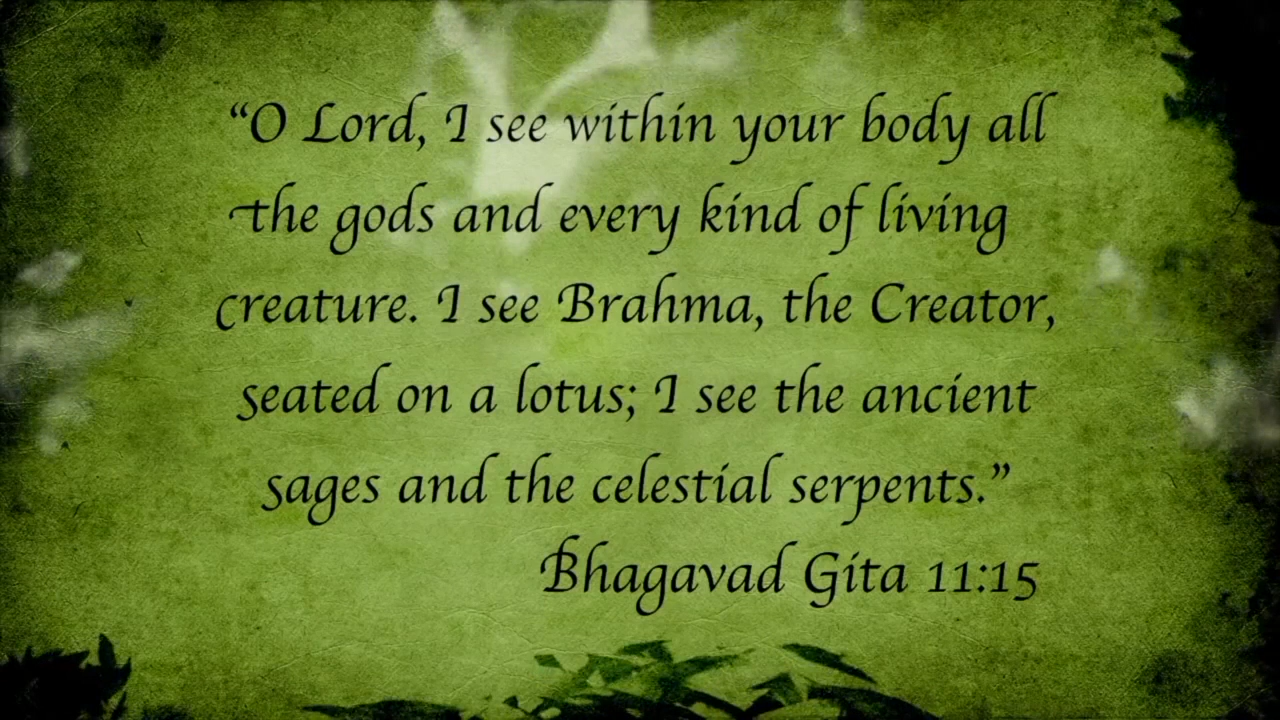 “O Lord, I see within your body all
the gods and every kind of living
creature. I see Brahma, the Creator,
seated on a lotus; I see the ancient
sages and the celestial serpents.”
Bhagavad Gita 11:15